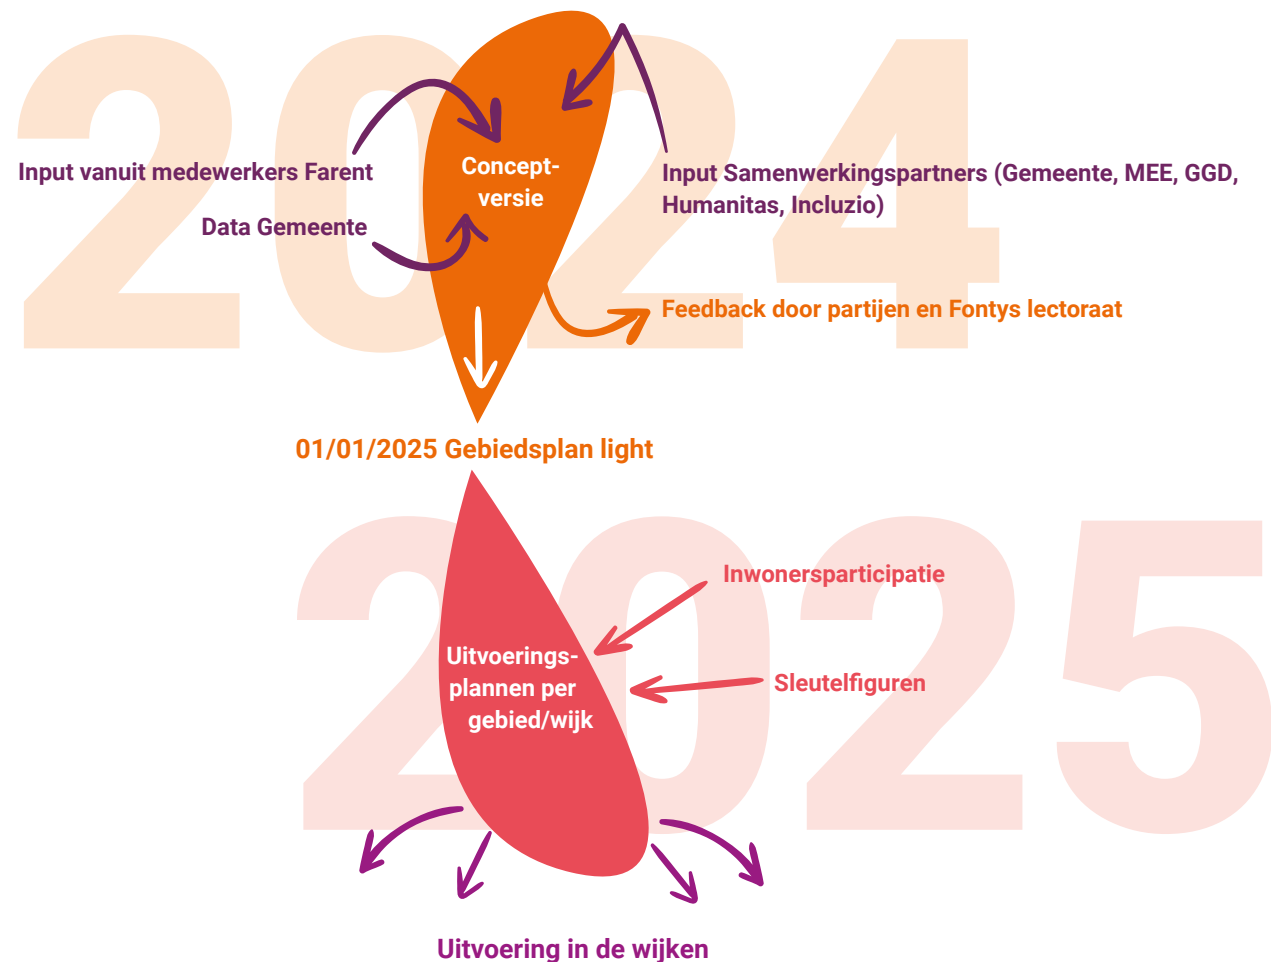 2024
Input vanuit medewerkers Farent
Data Gemeente
Concept-
versie
Input Samenwerkingspartners (Gemeente, MEE, GGD,
Humanitas, Incluzio)
Feedback door partijen en Fontys lectoraat
01/01/2025 Gebiedsplan light
2025
Inwonersparticipatie
Sleutelfiguren
Uitvoerings-
plannen per
gebied/wijk
Uitvoering in de wijken